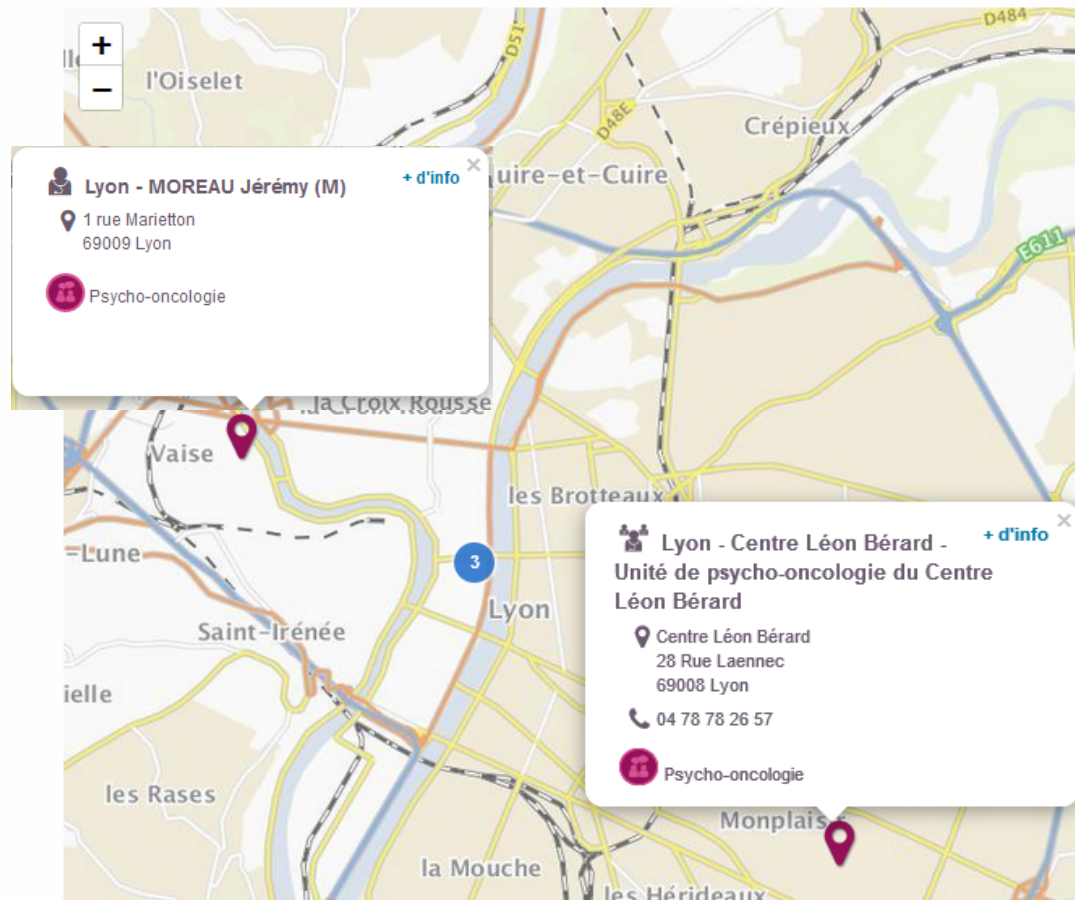 +
−
l'Oiselet
D51
D484
D48E
Crépieux
uire-et-Cuire
E611
Lyon - MOREAU Jérémy (M)
+ d'info
×
1 rue Marietton
69009 Lyon
Psycho-oncologie
la Croix Rousse
Vaise
les Brotteaux
-Lune
3
Lyon
Saint-Irénée
ielle
les Rases
la Mouche
Lyon - Centre Léon Bérard -
+ d'info
×
Unité de psycho-oncologie du Centre
Léon Bérard
Centre Léon Bérard
28 Rue Laennec
69008 Lyon
04 78 78 26 57
Psycho-oncologie
Monplais r
les Hérideaux